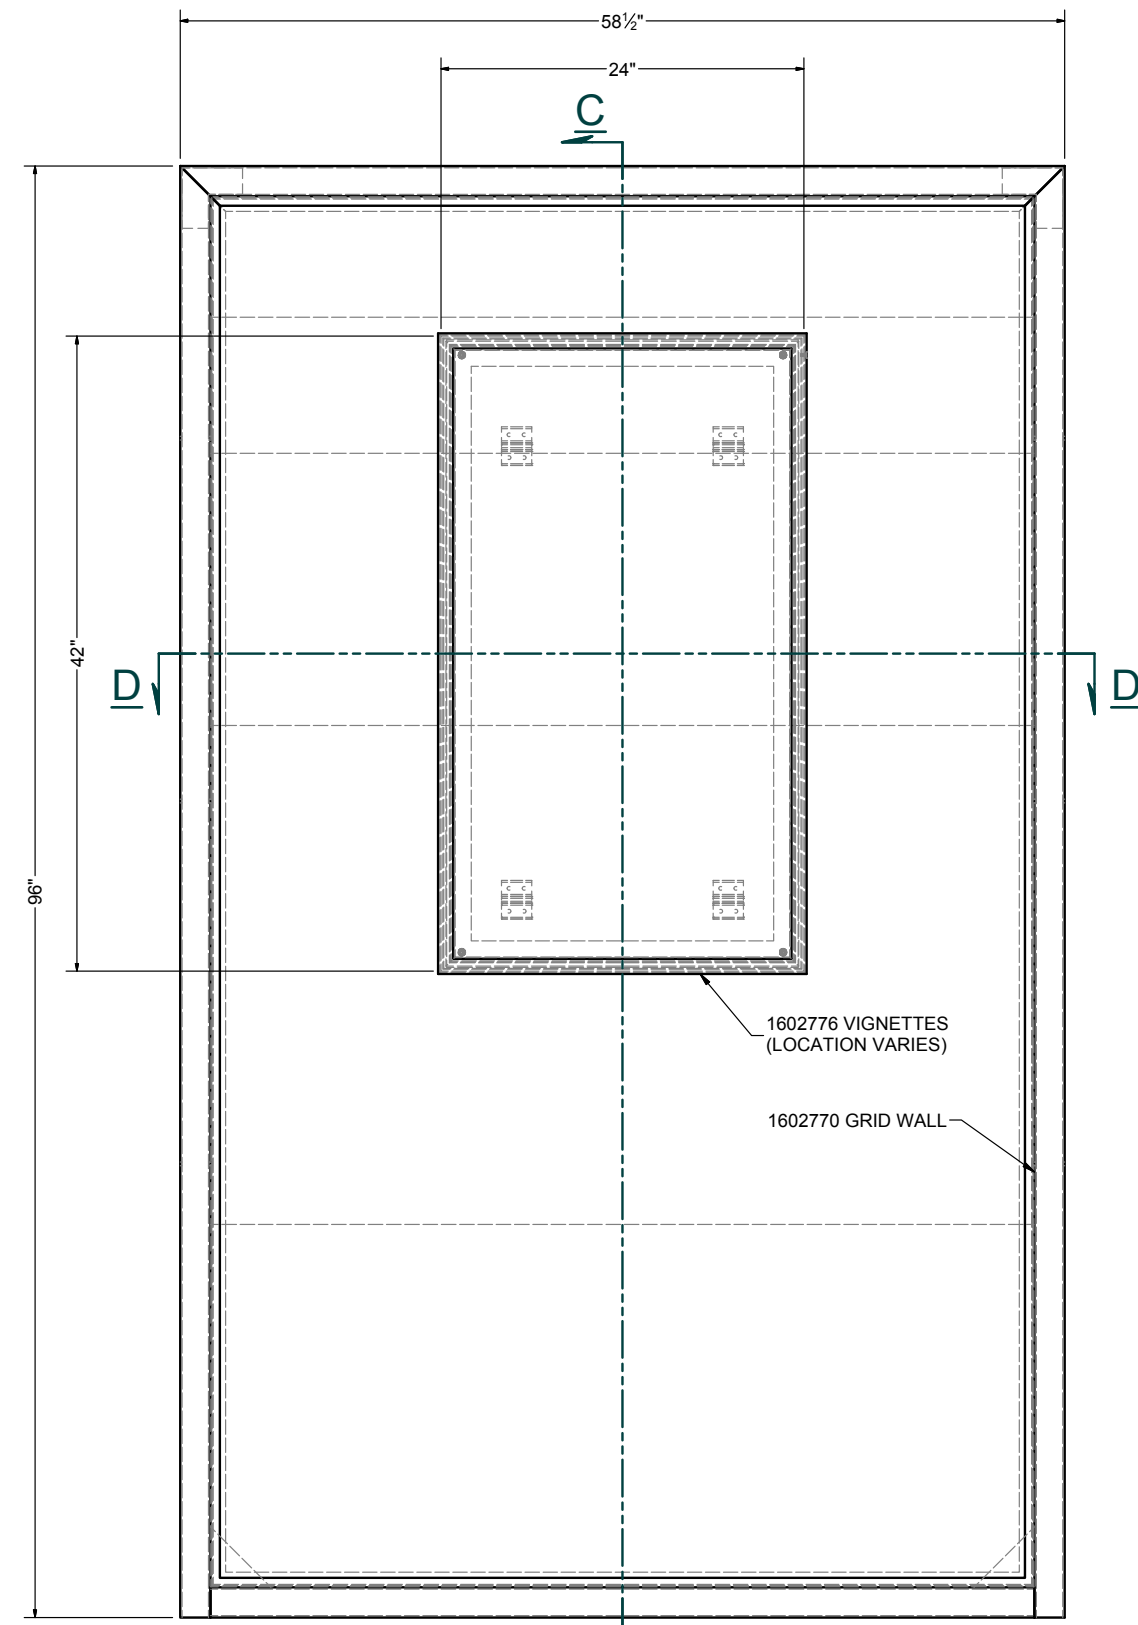 58½"
24"
C
42"
D
D
96"
1602776 VIGNETTES
(LOCATION VARIES)
1602770 GRID WALL